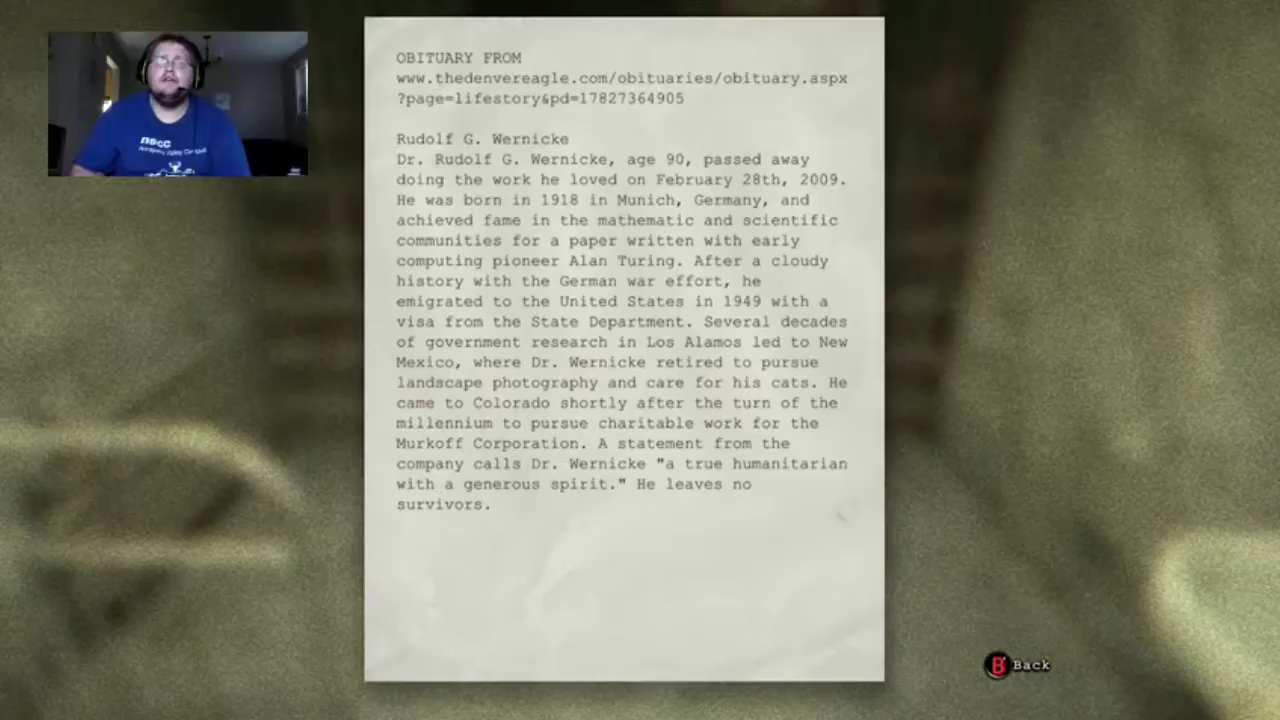 OBITUARY FROM
www.thedenvereagle.com/obituaries/obituary.aspx
?page=lifestory&pd=17827364905
Rudolf G. Wernicke
Dr. Rudolf G. Wernicke, age 90, passed away
doing the work he loved on February 28th, 2009.
He was born in 1918 in Munich, Germany, and
achieved fame in the mathematic and scientific
communities for a paper written with early
computing pioneer Alan Turing. After a cloudy
history with the German war effort, he
emigrated to the United States in 1949 with a
visa from the State Department. Several decades
of government research in Los Alamos led to New
Mexico, where Dr. Wernicke retired to pursue
landscape photography and care for his cats. He
came to Colorado shortly after the turn of the
millennium to pursue charitable work for the
Murkoff Corporation. A statement from the
company calls Dr. Wernicke "a true humanitarian
with a generous spirit." He leaves no
survivors.
nscc
B Back